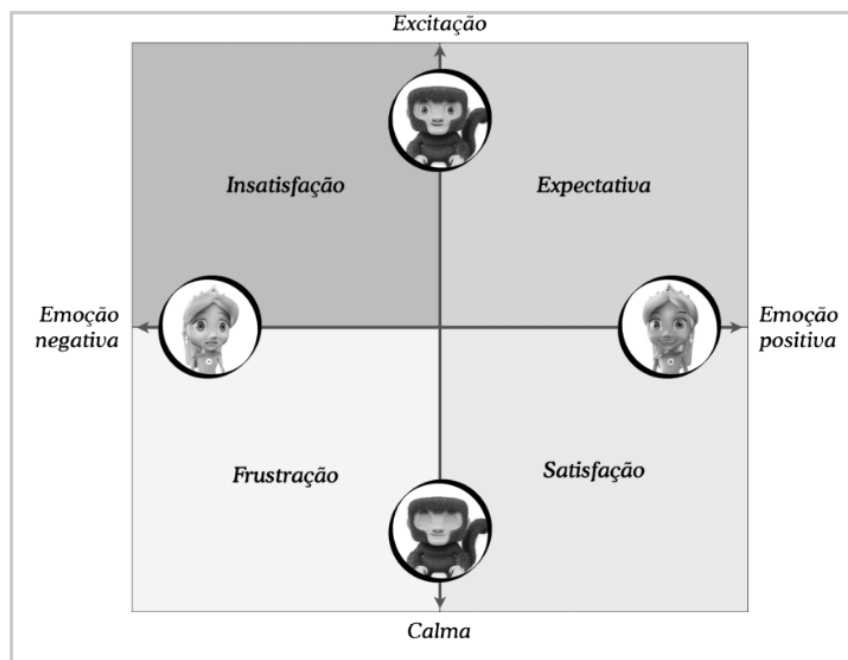 Excitação
Insatisfação
Expectativa
Emoção
negativa
Emoção
positiva
Frustração
Satisfação
Calma